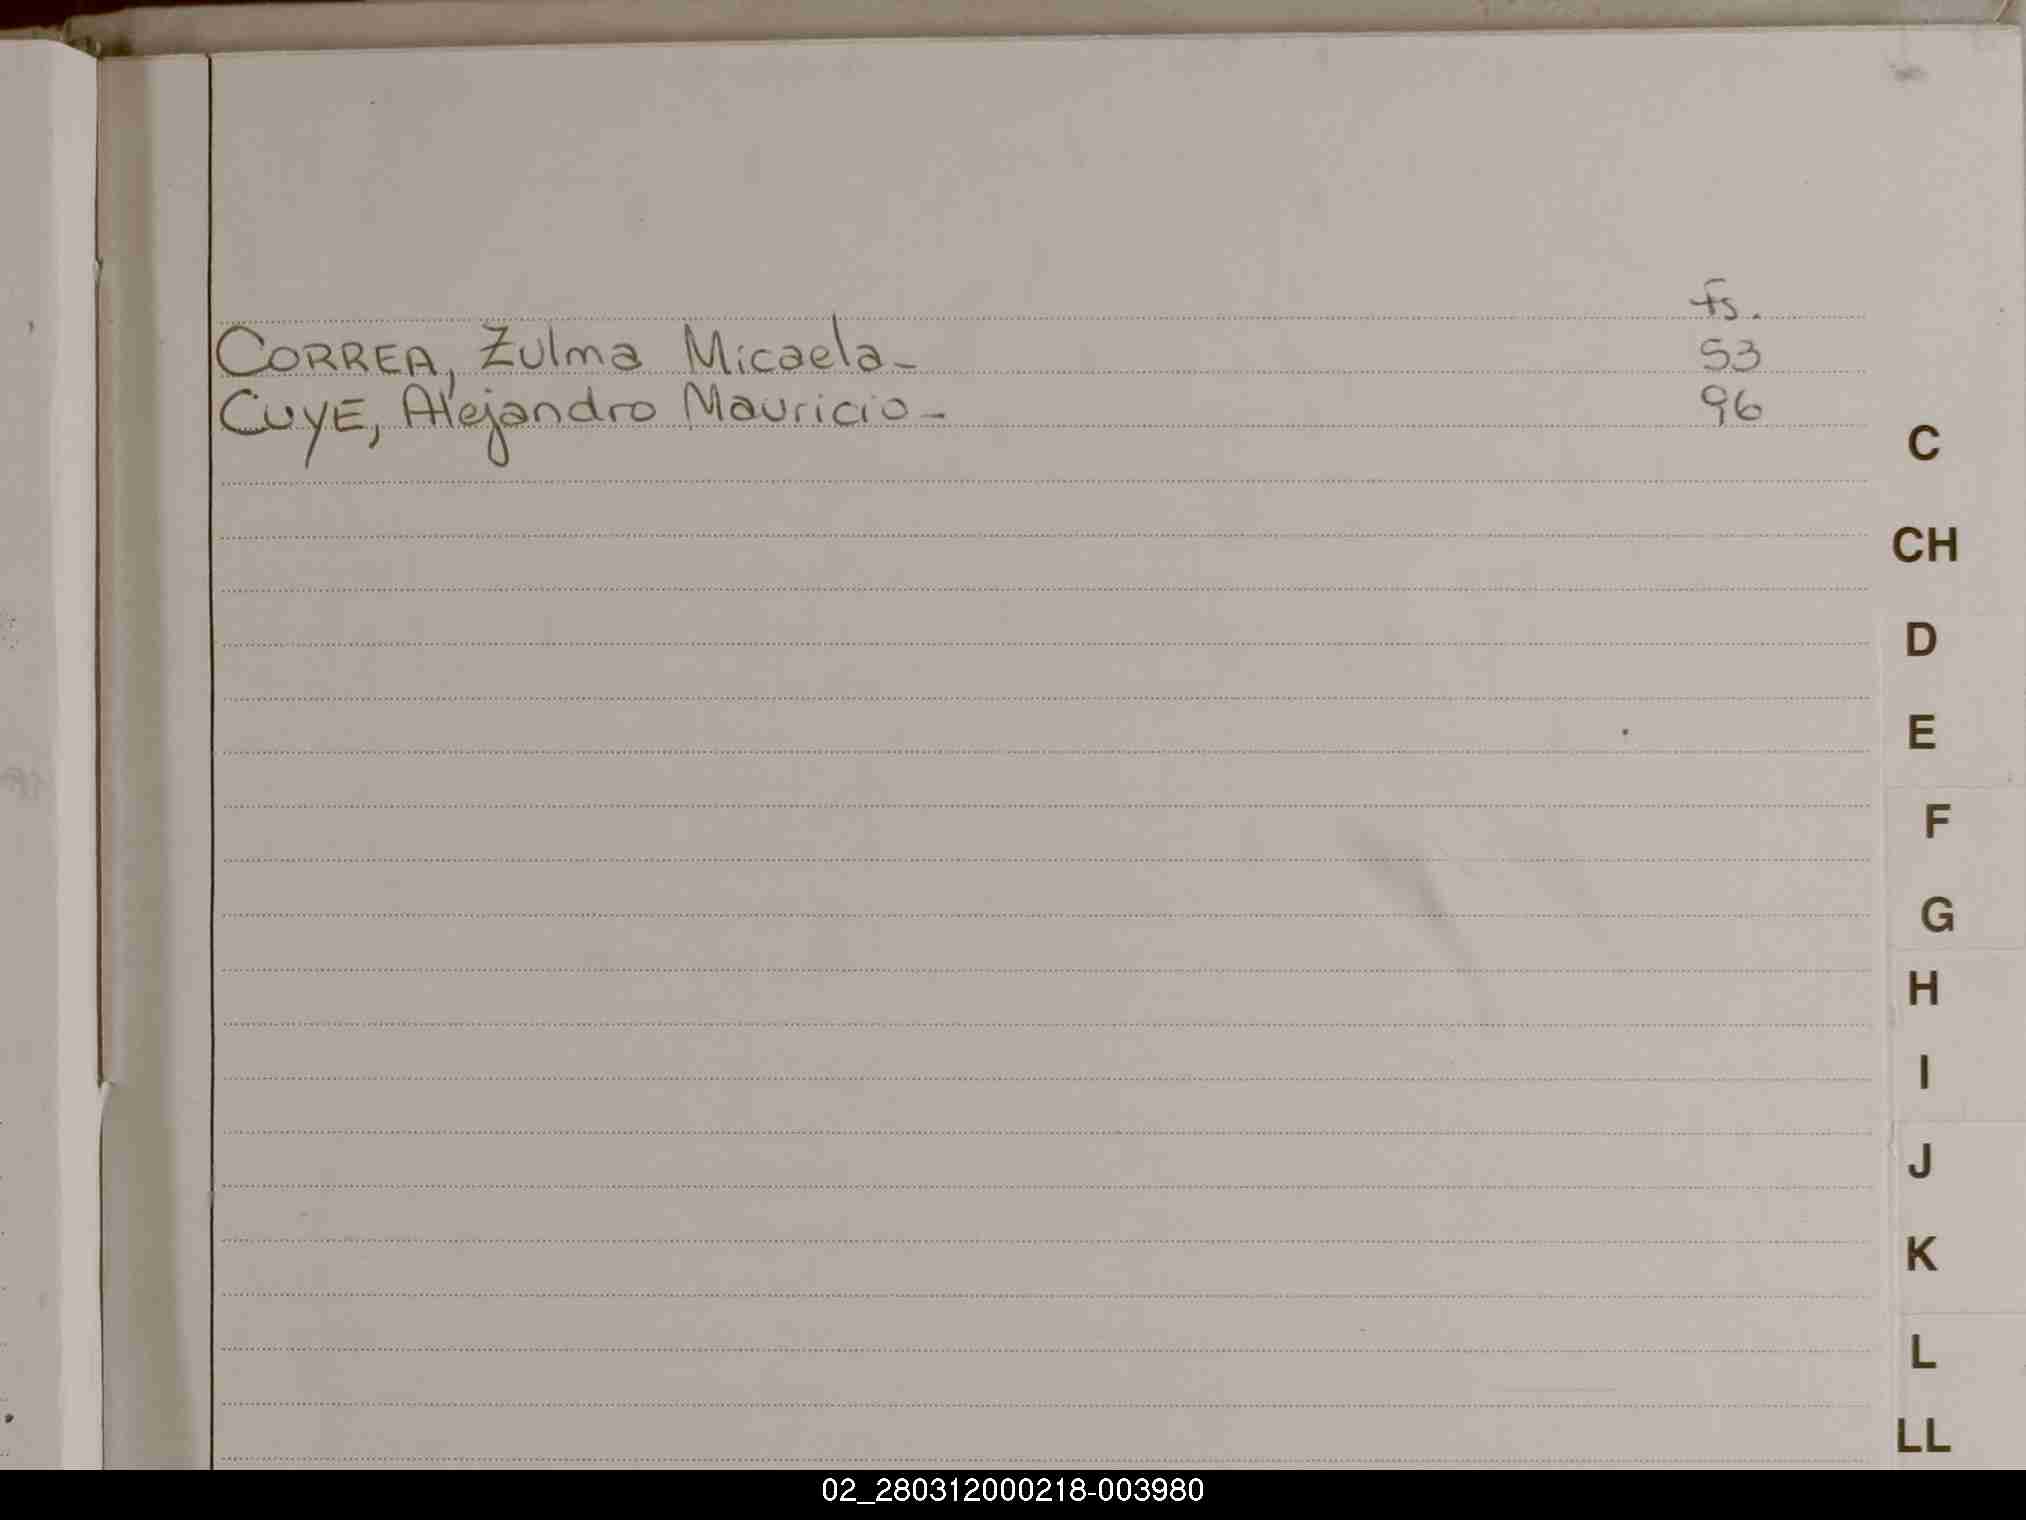 fs.
CORREA, Zulma Micaela- 53
CUYE, Alejandro Mauricio- 96
C
CH
D
E
F
G
H
I
J
K
L
LL
02_280312000218-003980